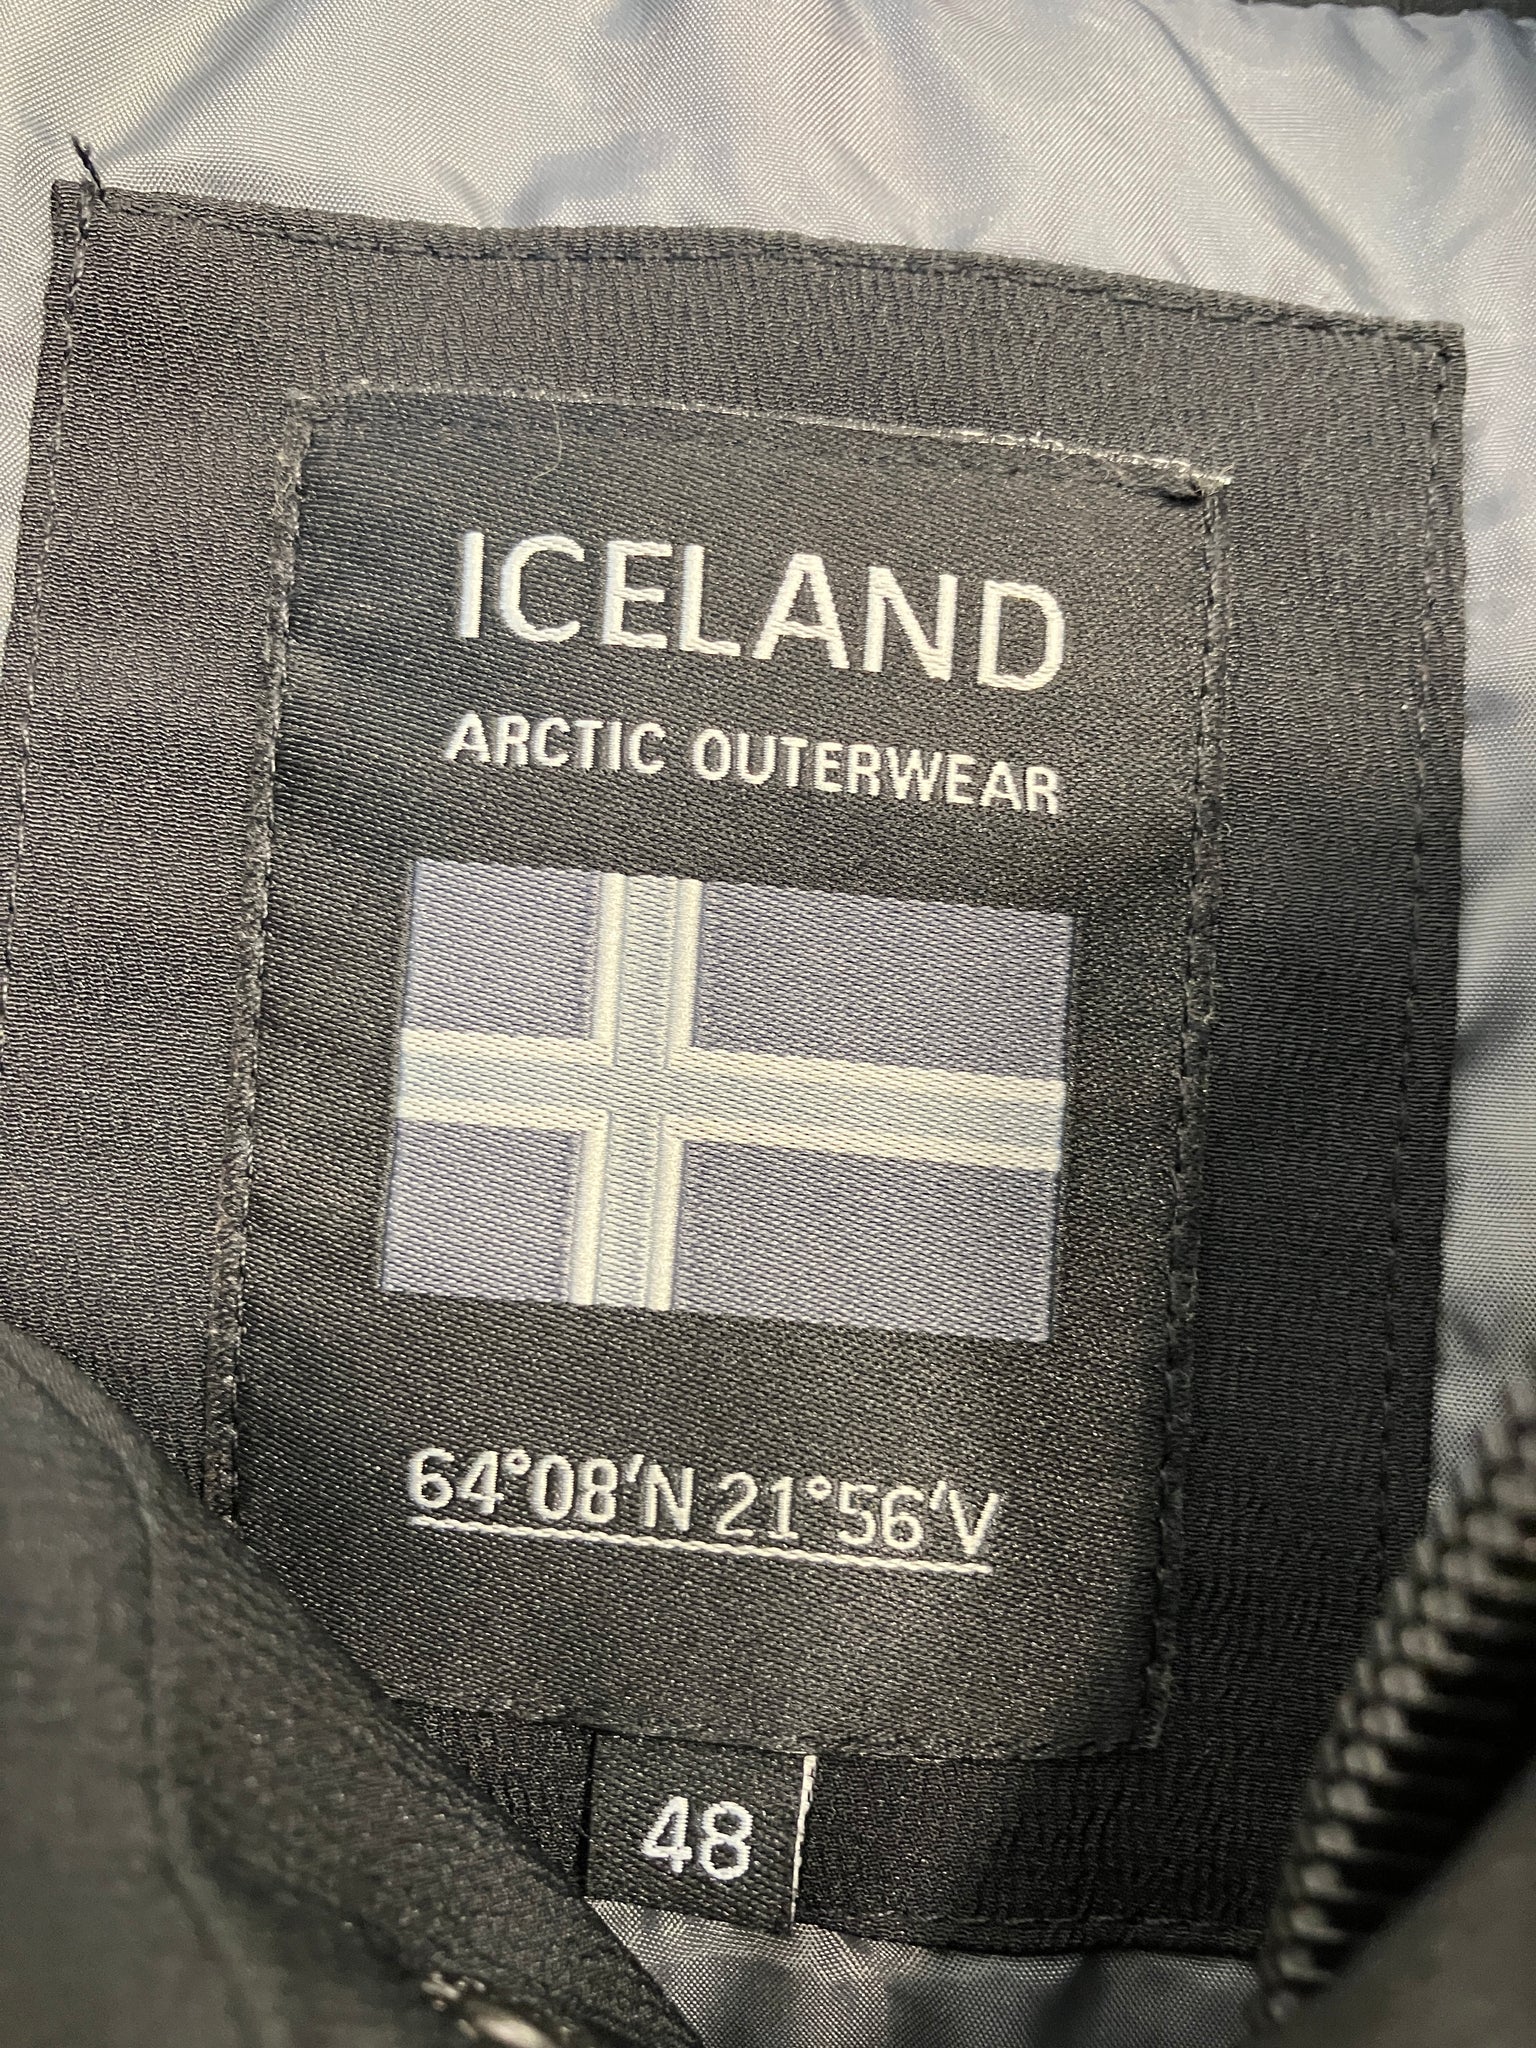 ICELAND
ARCTIC OUTERWEAR
64°08'N 21°56'V
48